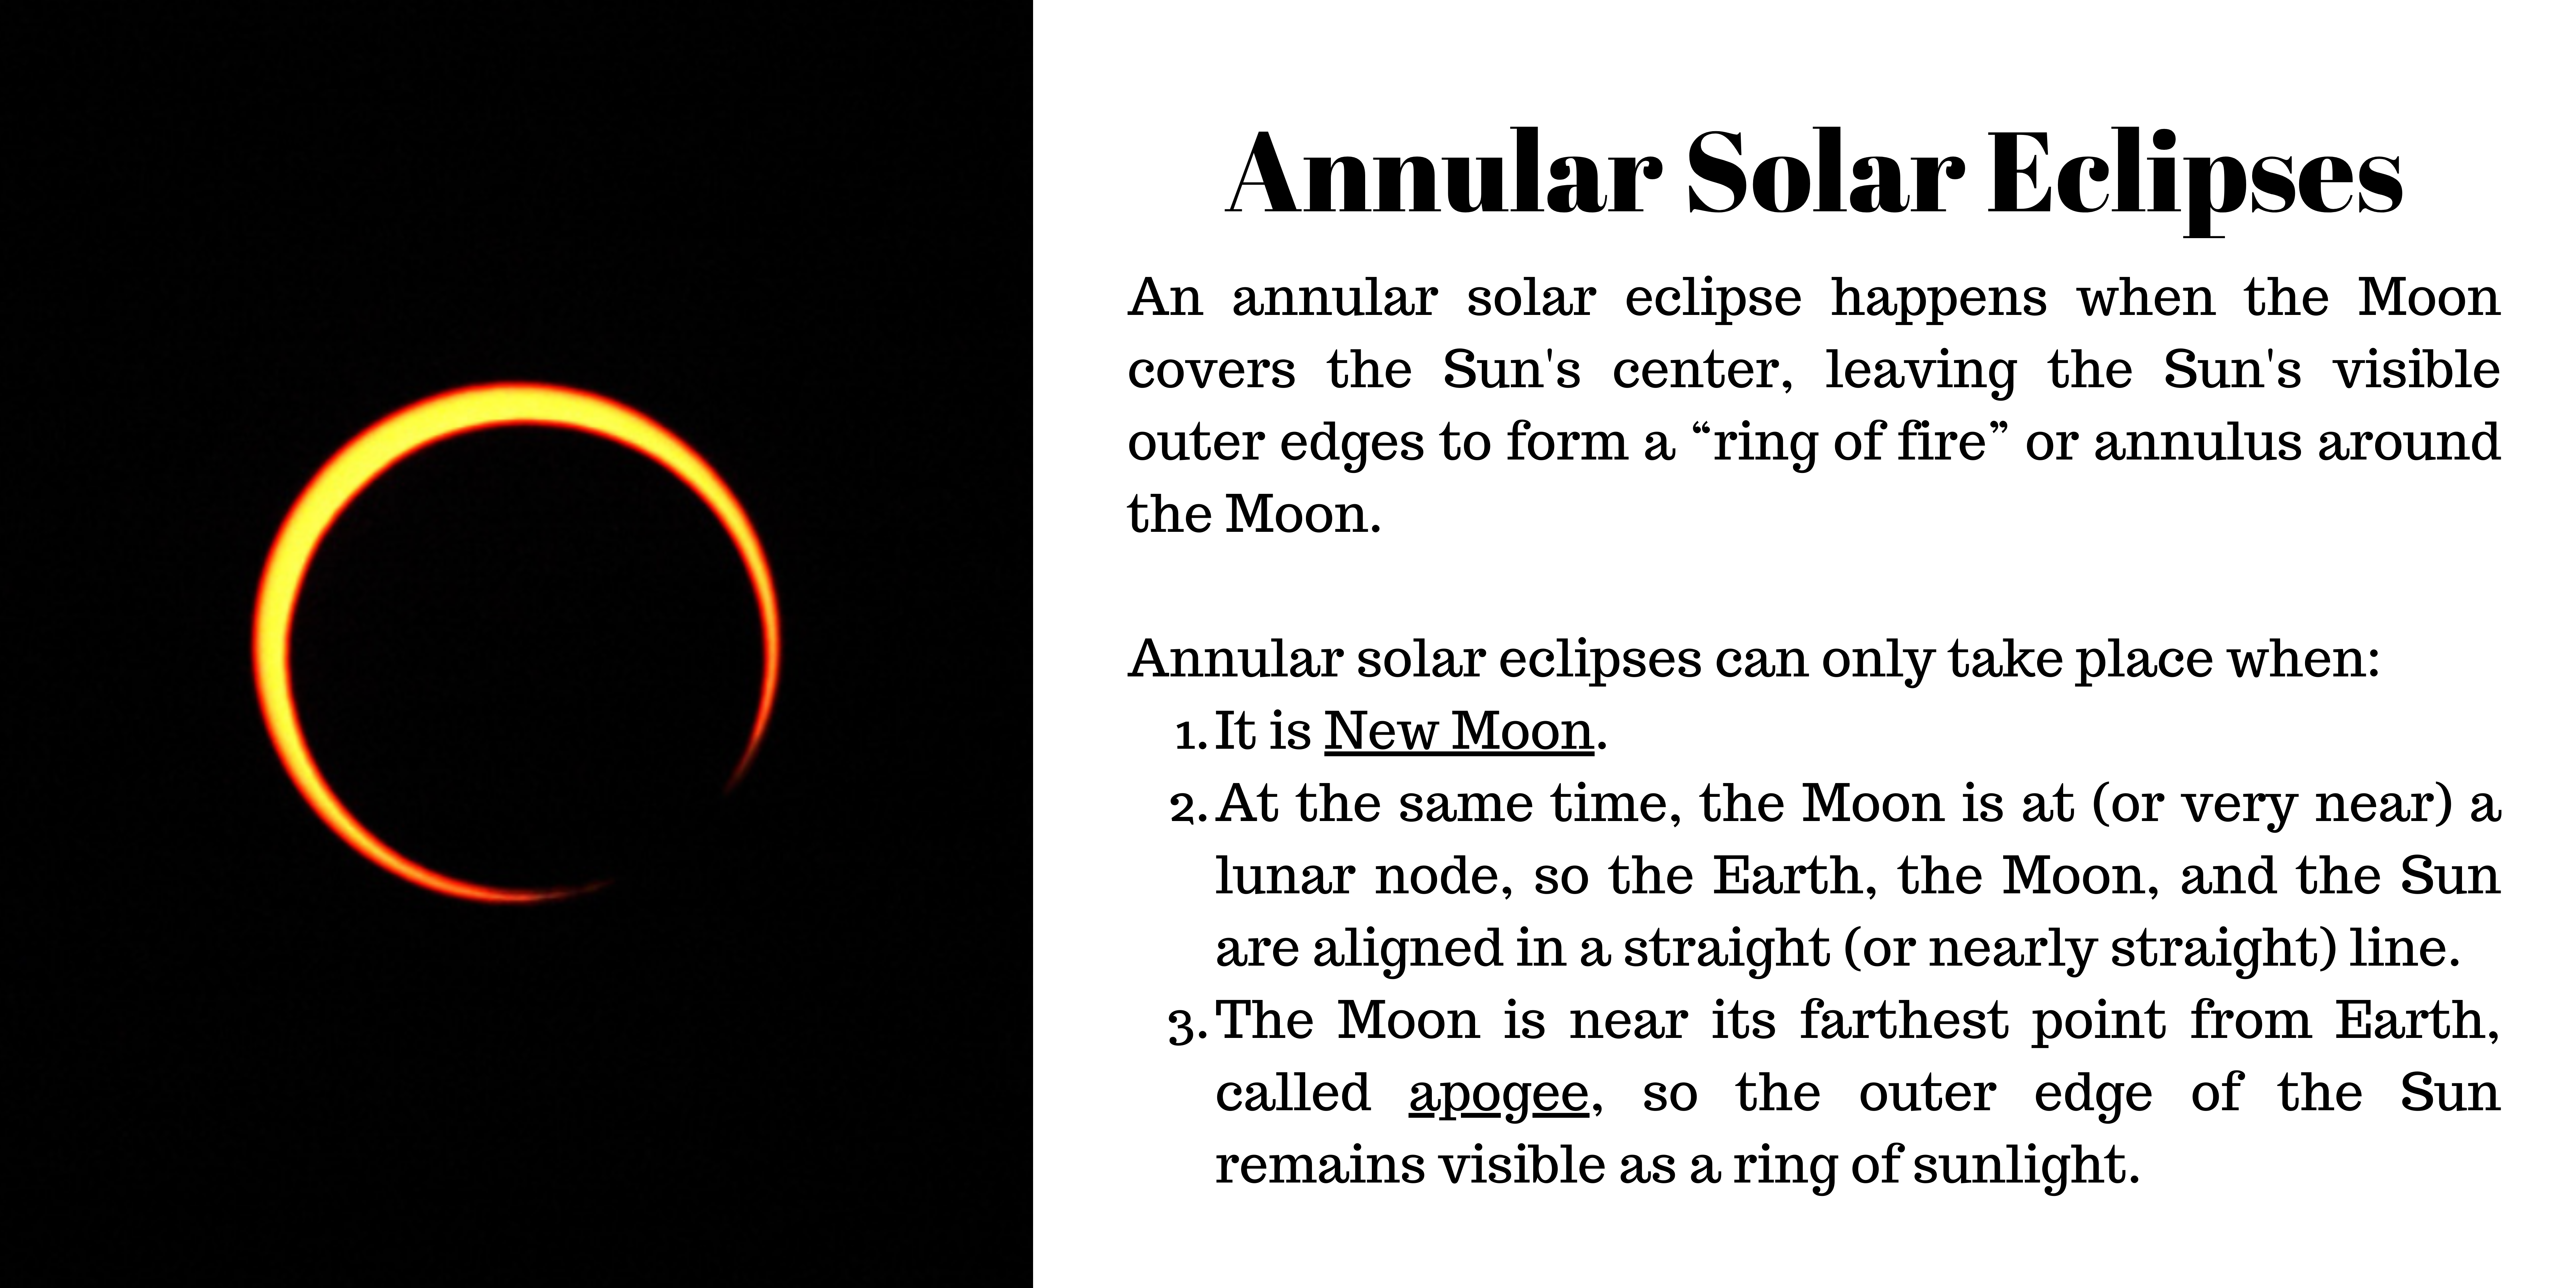 Annular Solar Eclipses
An annular solar eclipse happens when the Moon
covers the Sun's center, leaving the Sun's visible
outer edges to form a “ring of fire” or annulus around
the Moon.
Annular solar eclipses can only take place when:
1. It is New Moon.
2. At the same time, the Moon is at (or very near) a
lunar node, so the Earth, the Moon, and the Sun
are aligned in a straight (or nearly straight) line.
3. The Moon is near its farthest point from Earth,
called apogee, so the outer edge of the Sun
remains visible as a ring of sunlight.